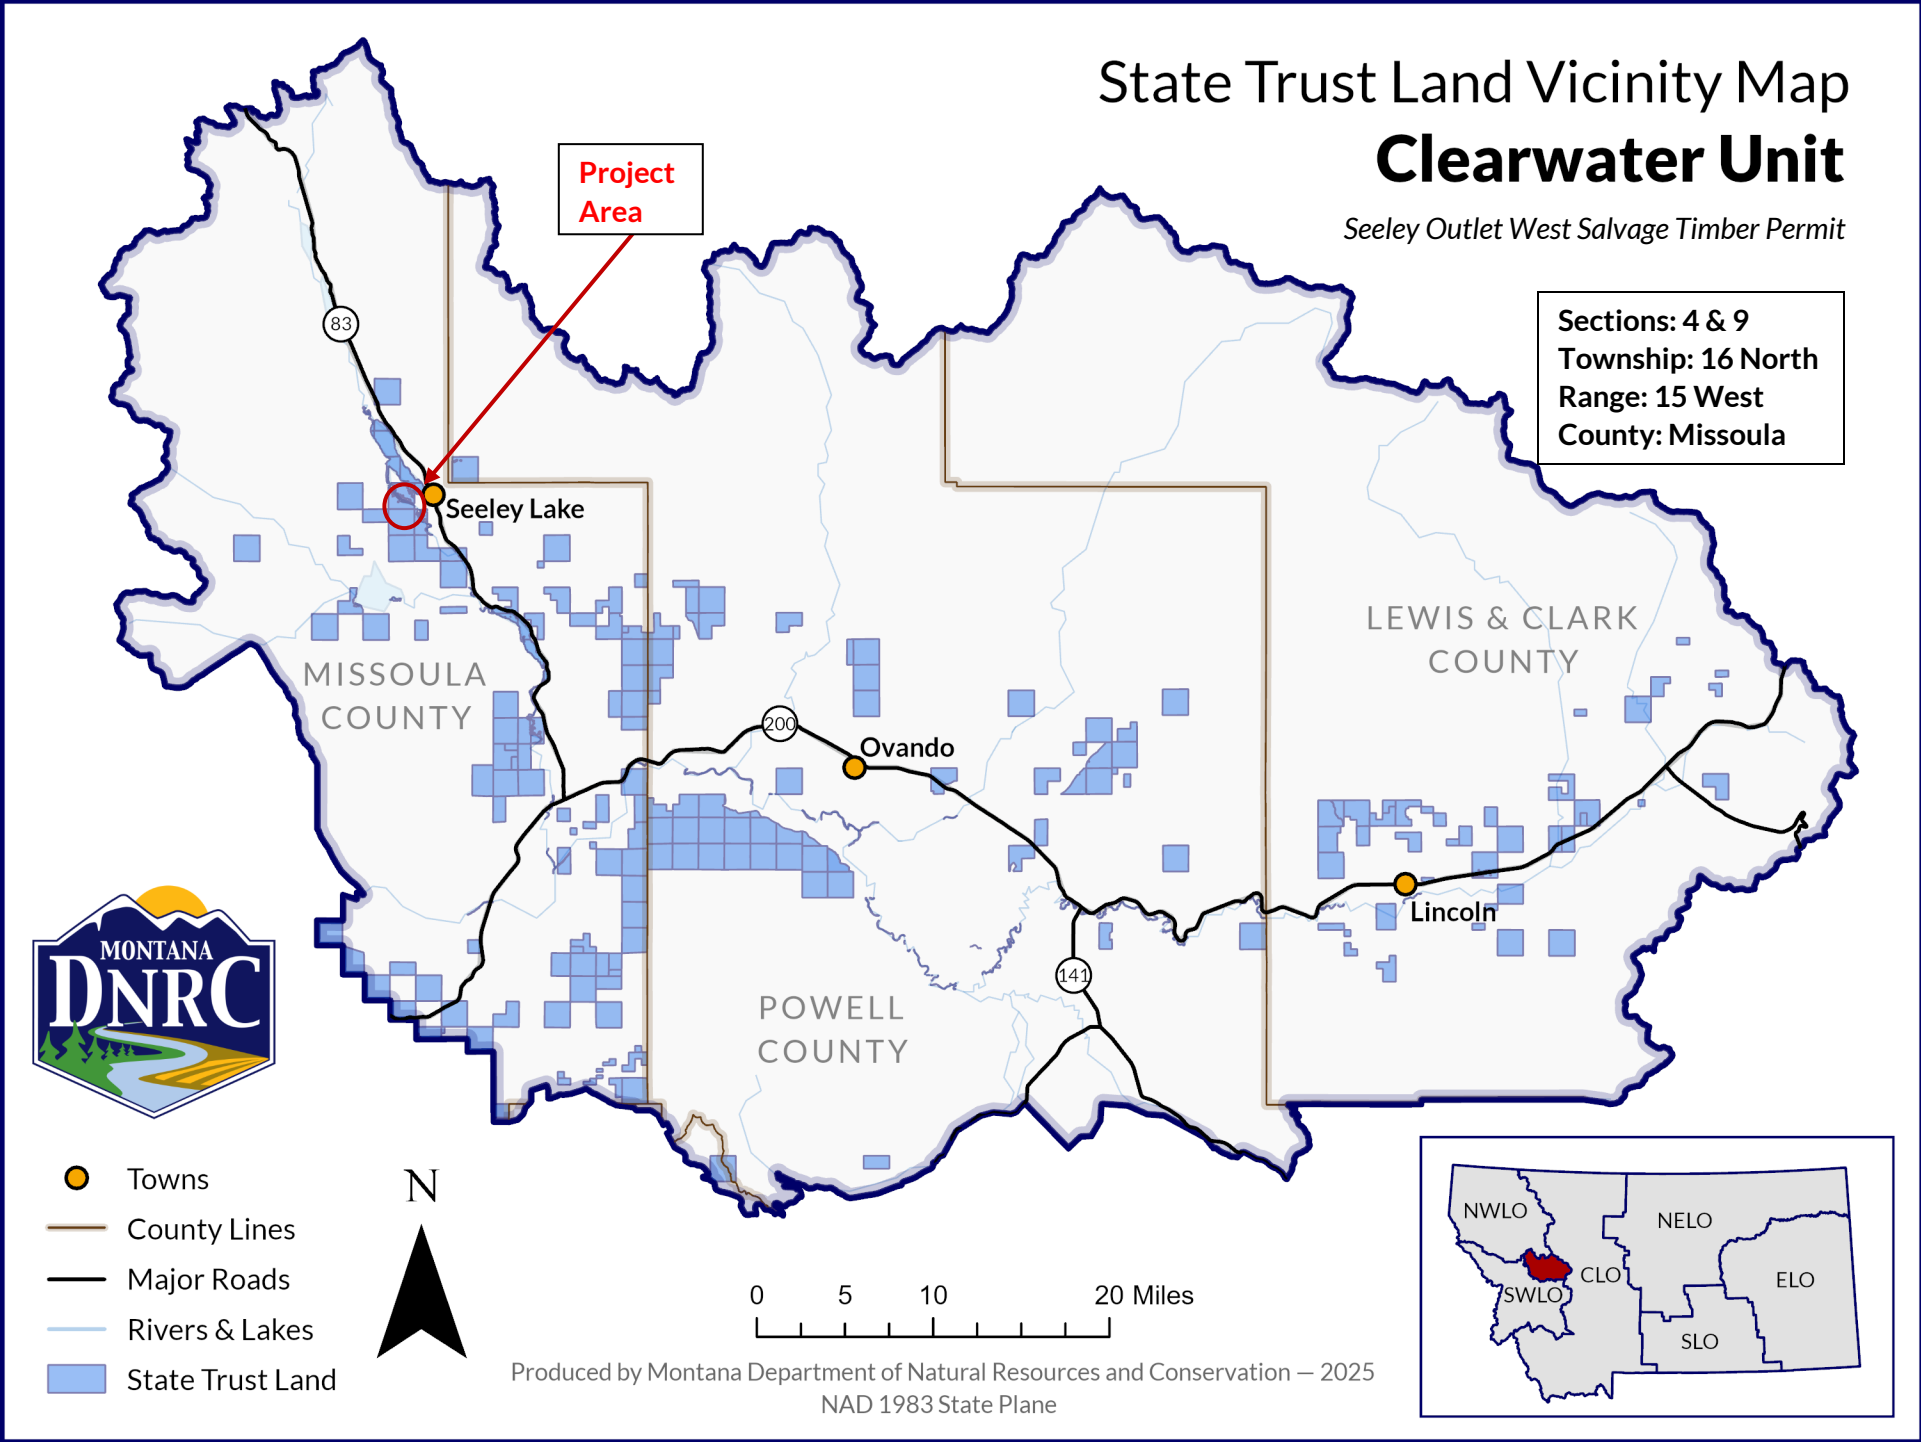 State Trust Land Vicinity Map
Clearwater Unit
Seeley Outlet West Salvage Timber Permit
Project
Area
Sections: 4 & 9
Township: 16 North
Range: 15 West
County: Missoula
83
Seeley Lake
LEWIS & CLARK
COUNTY
MISSOULA
COUNTY
200
Ovando
Lincoln
141
POWELL
COUNTY
MONTANA
DNRC
Towns
County Lines
Major Roads
Rivers & Lakes
State Trust Land
N
0 5 10 20 Miles
Produced by Montana Department of Natural Resources and Conservation — 2025
NAD 1983 State Plane
NWLO
NELO
CLO
ELO
SWLO
SLO